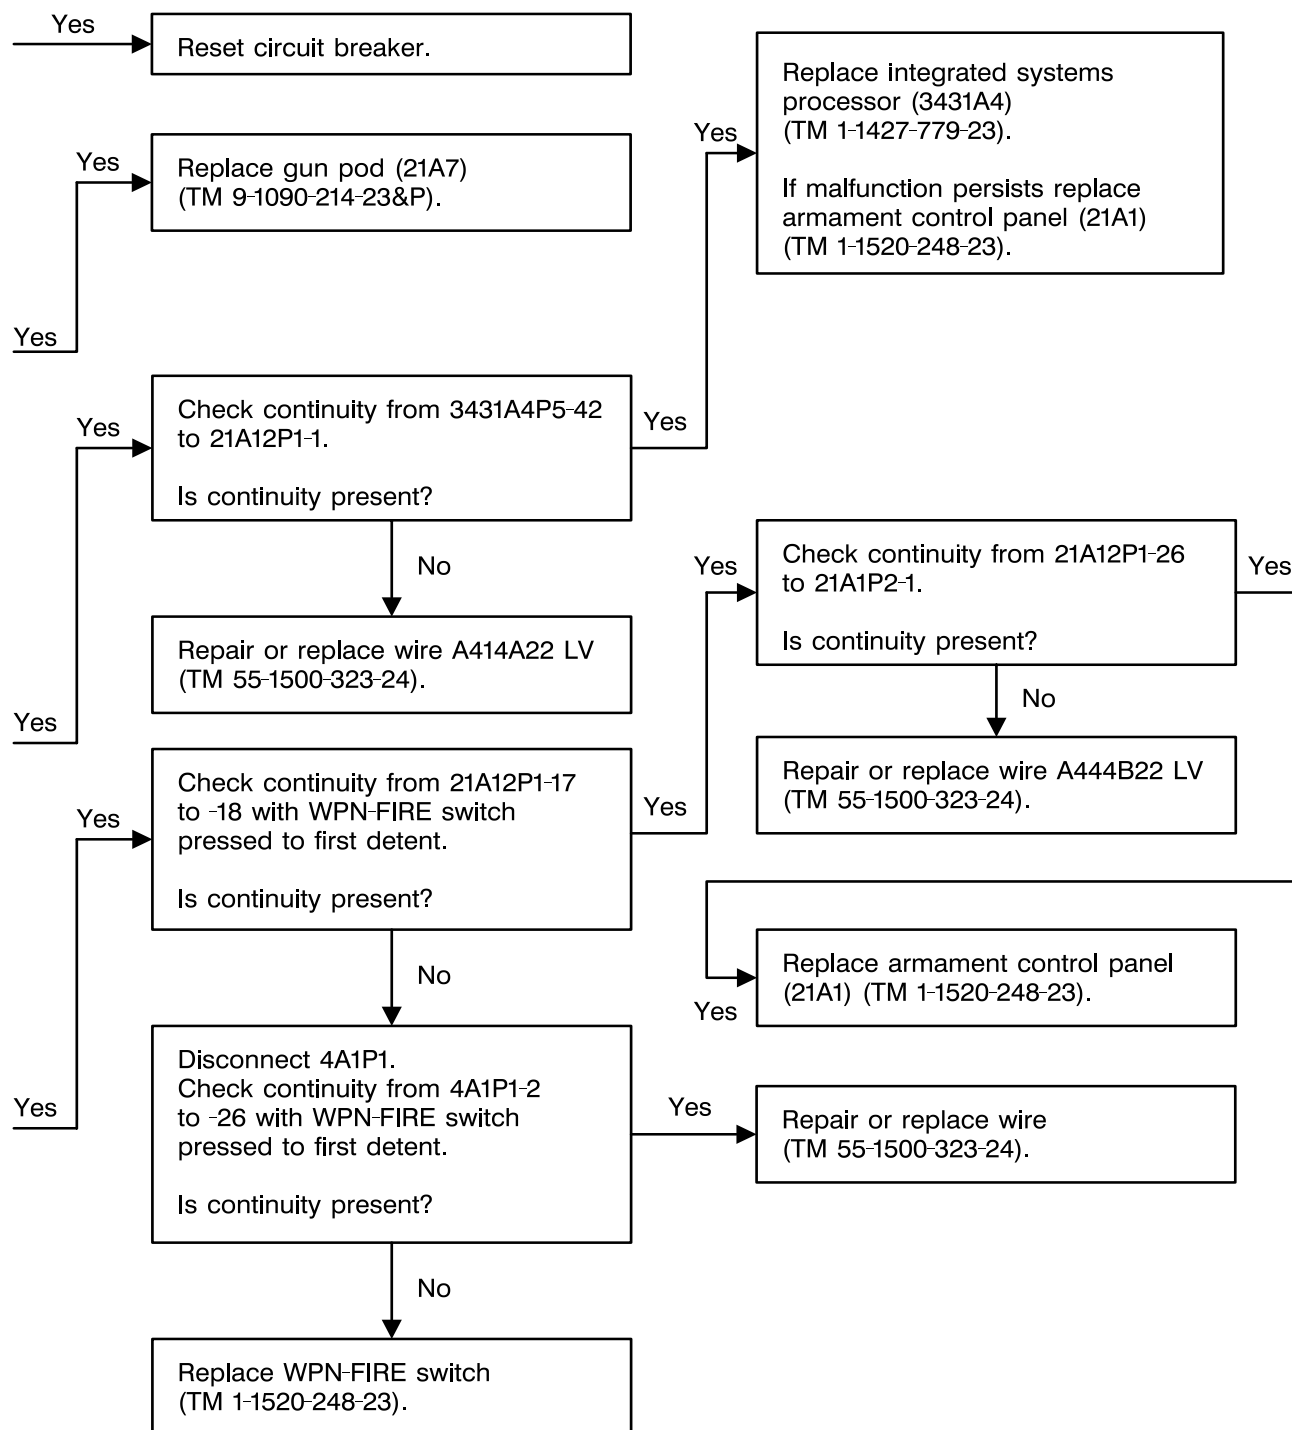 Yes
Reset circuit breaker.
Yes
Replace gun pod (21A7)
(TM 9-1090-214-23&P).
Yes
Yes
Replace integrated systems
processor (3431A4)
(TM 1-1427-779-23).
If malfunction persists replace
armament control panel (21A1)
(TM 1-1520-248-23).
Yes
Check continuity from 3431A4P5-42
to 21A12P1-1.
Is continuity present?
Yes
No
Repair or replace wire A414A22 LV
(TM 55-1500-323-24).
Yes
Yes
Check continuity from 21A12P1-26
to 21A1P2-1.
Is continuity present?
Yes
No
Repair or replace wire A444B22 LV
(TM 55-1500-323-24).
Yes
Check continuity from 21A12P1-17
to -18 with WPN-FIRE switch
pressed to first detent.
Is continuity present?
Yes
No
Replace armament control panel
(21A1) (TM 1-1520-248-23).
Yes
Yes
Disconnect 4A1P1.
Check continuity from 4A1P1-2
to -26 with WPN-FIRE switch
pressed to first detent.
Is continuity present?
Yes
Repair or replace wire
(TM 55-1500-323-24).
No
Replace WPN-FIRE switch
(TM 1-1520-248-23).